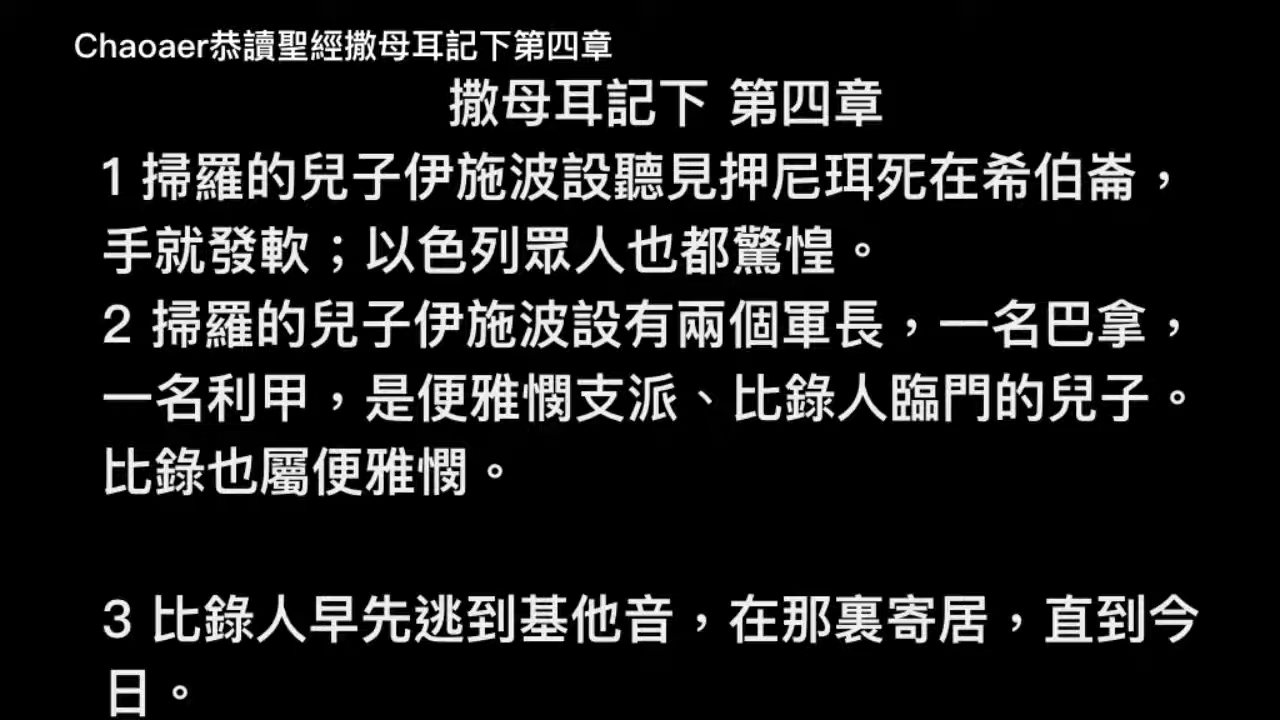 Chaoaer恭讀聖經撒母耳記下第四章
撒母耳記下 第四章
1 掃羅的兒子伊施波設聽見押尼珥死在希伯崙，
手就發軟；以色列眾人也都驚惶。
2 掃羅的兒子伊施波設有兩個軍長，一名巴拿，
一名利甲，是便雅憫支派、比錄人臨門的兒子。
比錄也屬便雅憫。
3 比錄人早先逃到基他音，在那裏寄居，直到今
日。